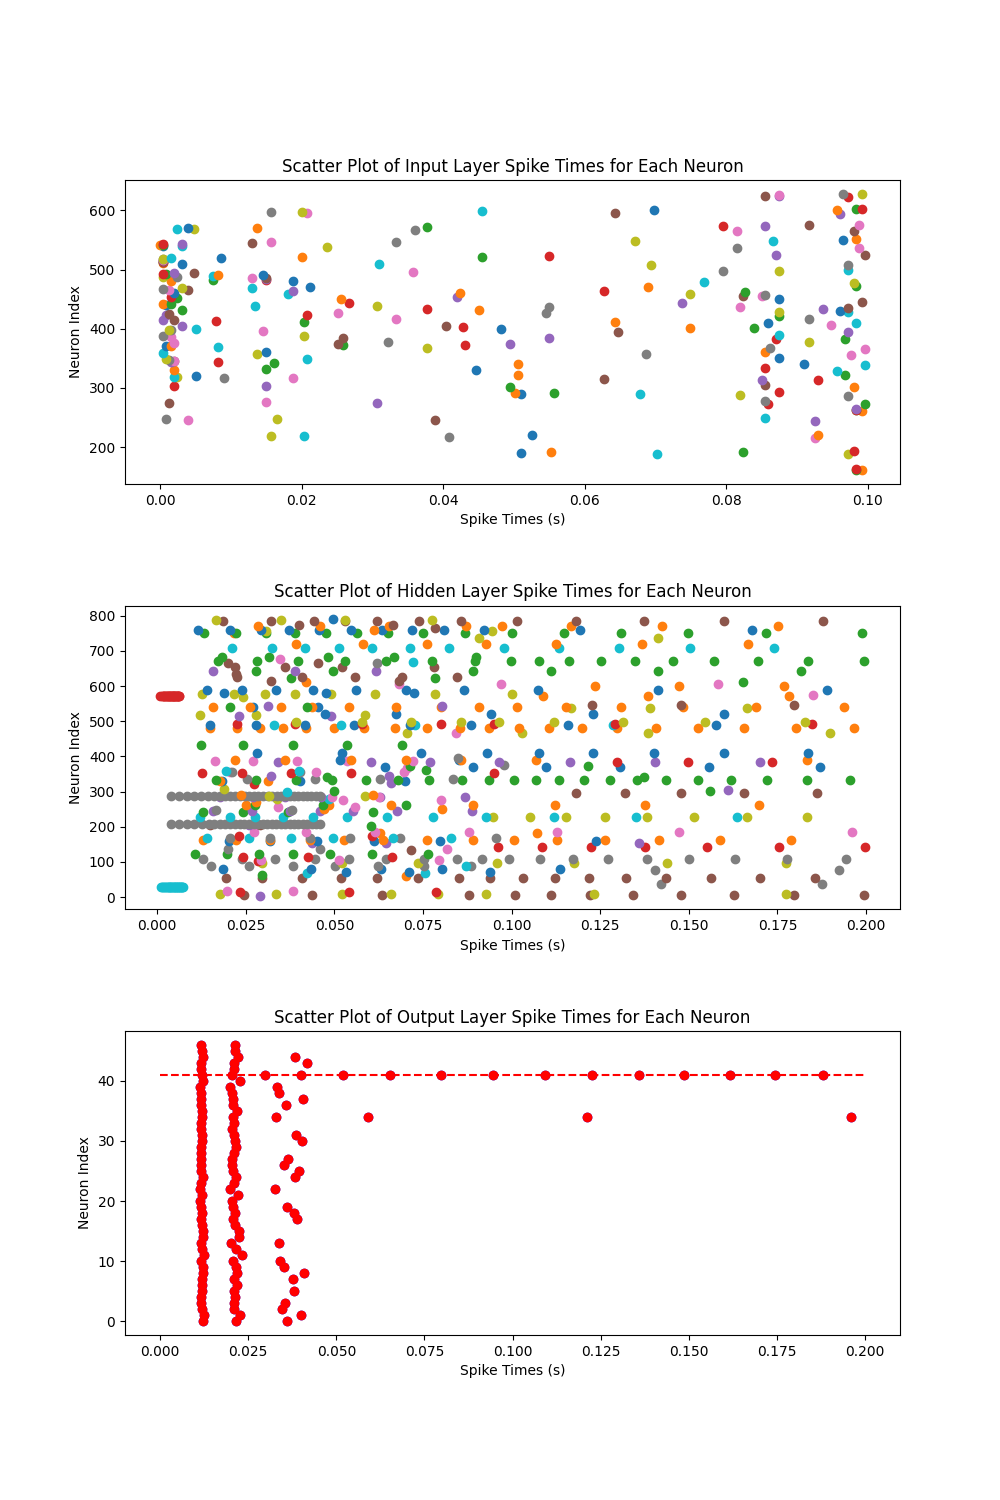 Scatter Plot of Input Layer Spike Times for Each Neuron
600
500
400
300
200
Neuron Index
0.00 0.02 0.04 0.06 0.08 0.10
Spike Times (s)
Scatter Plot of Hidden Layer Spike Times for Each Neuron
800
700
600
500
400
300
200
100
0
Neuron Index
0.000 0.025 0.050 0.075 0.100 0.125 0.150 0.175 0.200
Spike Times (s)
Scatter Plot of Output Layer Spike Times for Each Neuron
40
30
20
10
0
Neuron Index
0.000 0.025 0.050 0.075 0.100 0.125 0.150 0.175 0.200
Spike Times (s)